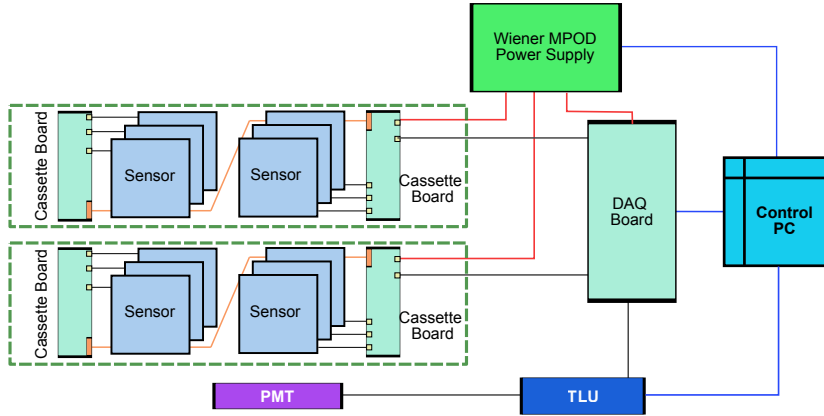 Wiener MPOD
Power Supply
Cassette Board
Sensor
Sensor
Cassette
Board
DAQ
Board
Control
PC
Cassette Board
Sensor
Sensor
Cassette
Board
PMT
TLU